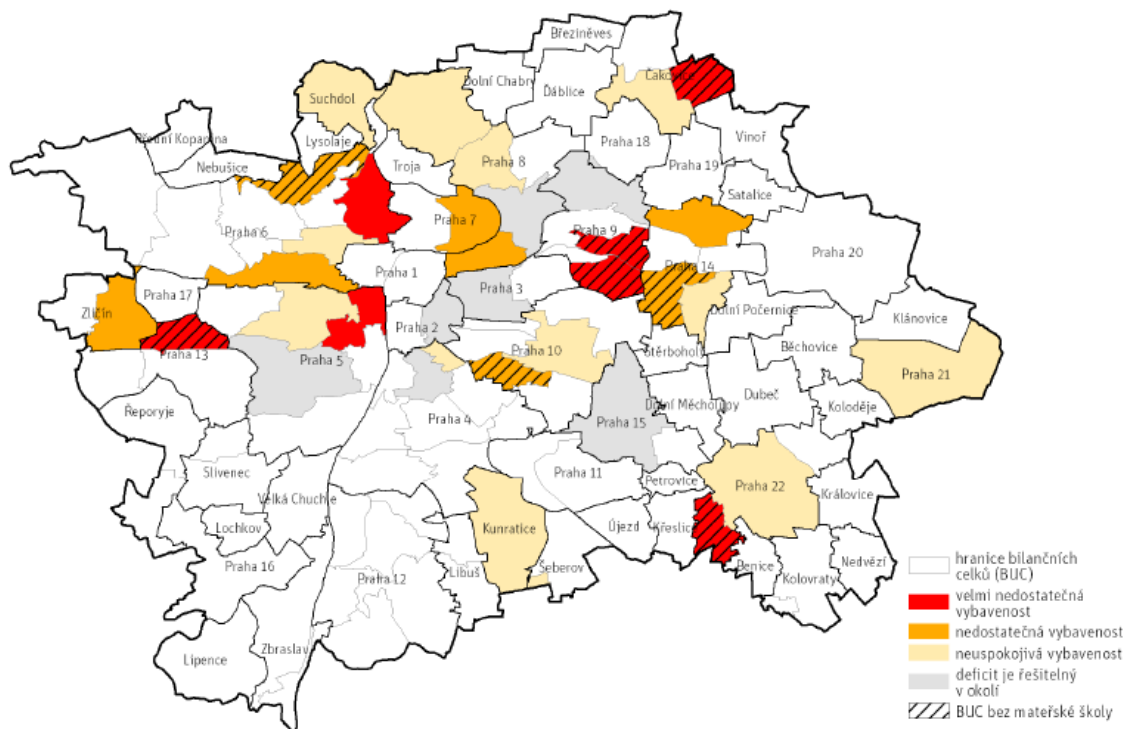 Březiněves
Dolní Chabry
Čakovice
Suchdol
Ďáblice
Přední Kopanina
Lysolaje
Praha 18
Vinoř
Nebušice
Troja
Praha 8
Praha 19
Satalice
Praha 6
Praha 7
Praha 9
Praha 20
Praha 1
Praha 14
Praha 17
Praha 3
Zličín
Praha 2
Dolní Počernice
Klánovice
Praha 13
Praha 5
Praha 10
Štěrboholy
Běchovice
Praha 21
Řeporyje
Praha 4
Praha 15
Dolní Měcholupy
Dubeč
Koloděje
Slivenec
Praha 11
Petrovice
Praha 22
Královice
Velká Chuchle
Lochkov
Kunratice
Újezd
Křeslice
Praha 16
Praha 12
Libuš
Šeberov
Benice
Kolovraty
Nedvězí
Lipence
Zbraslav
hranice bilančních
celků (BUC)
velmi nedostatečná
vybavenost
nedostatečná vybavenost
neuspokojivá vybavenost
deficit je řešitelný
v okolí
BUC bez mateřské školy